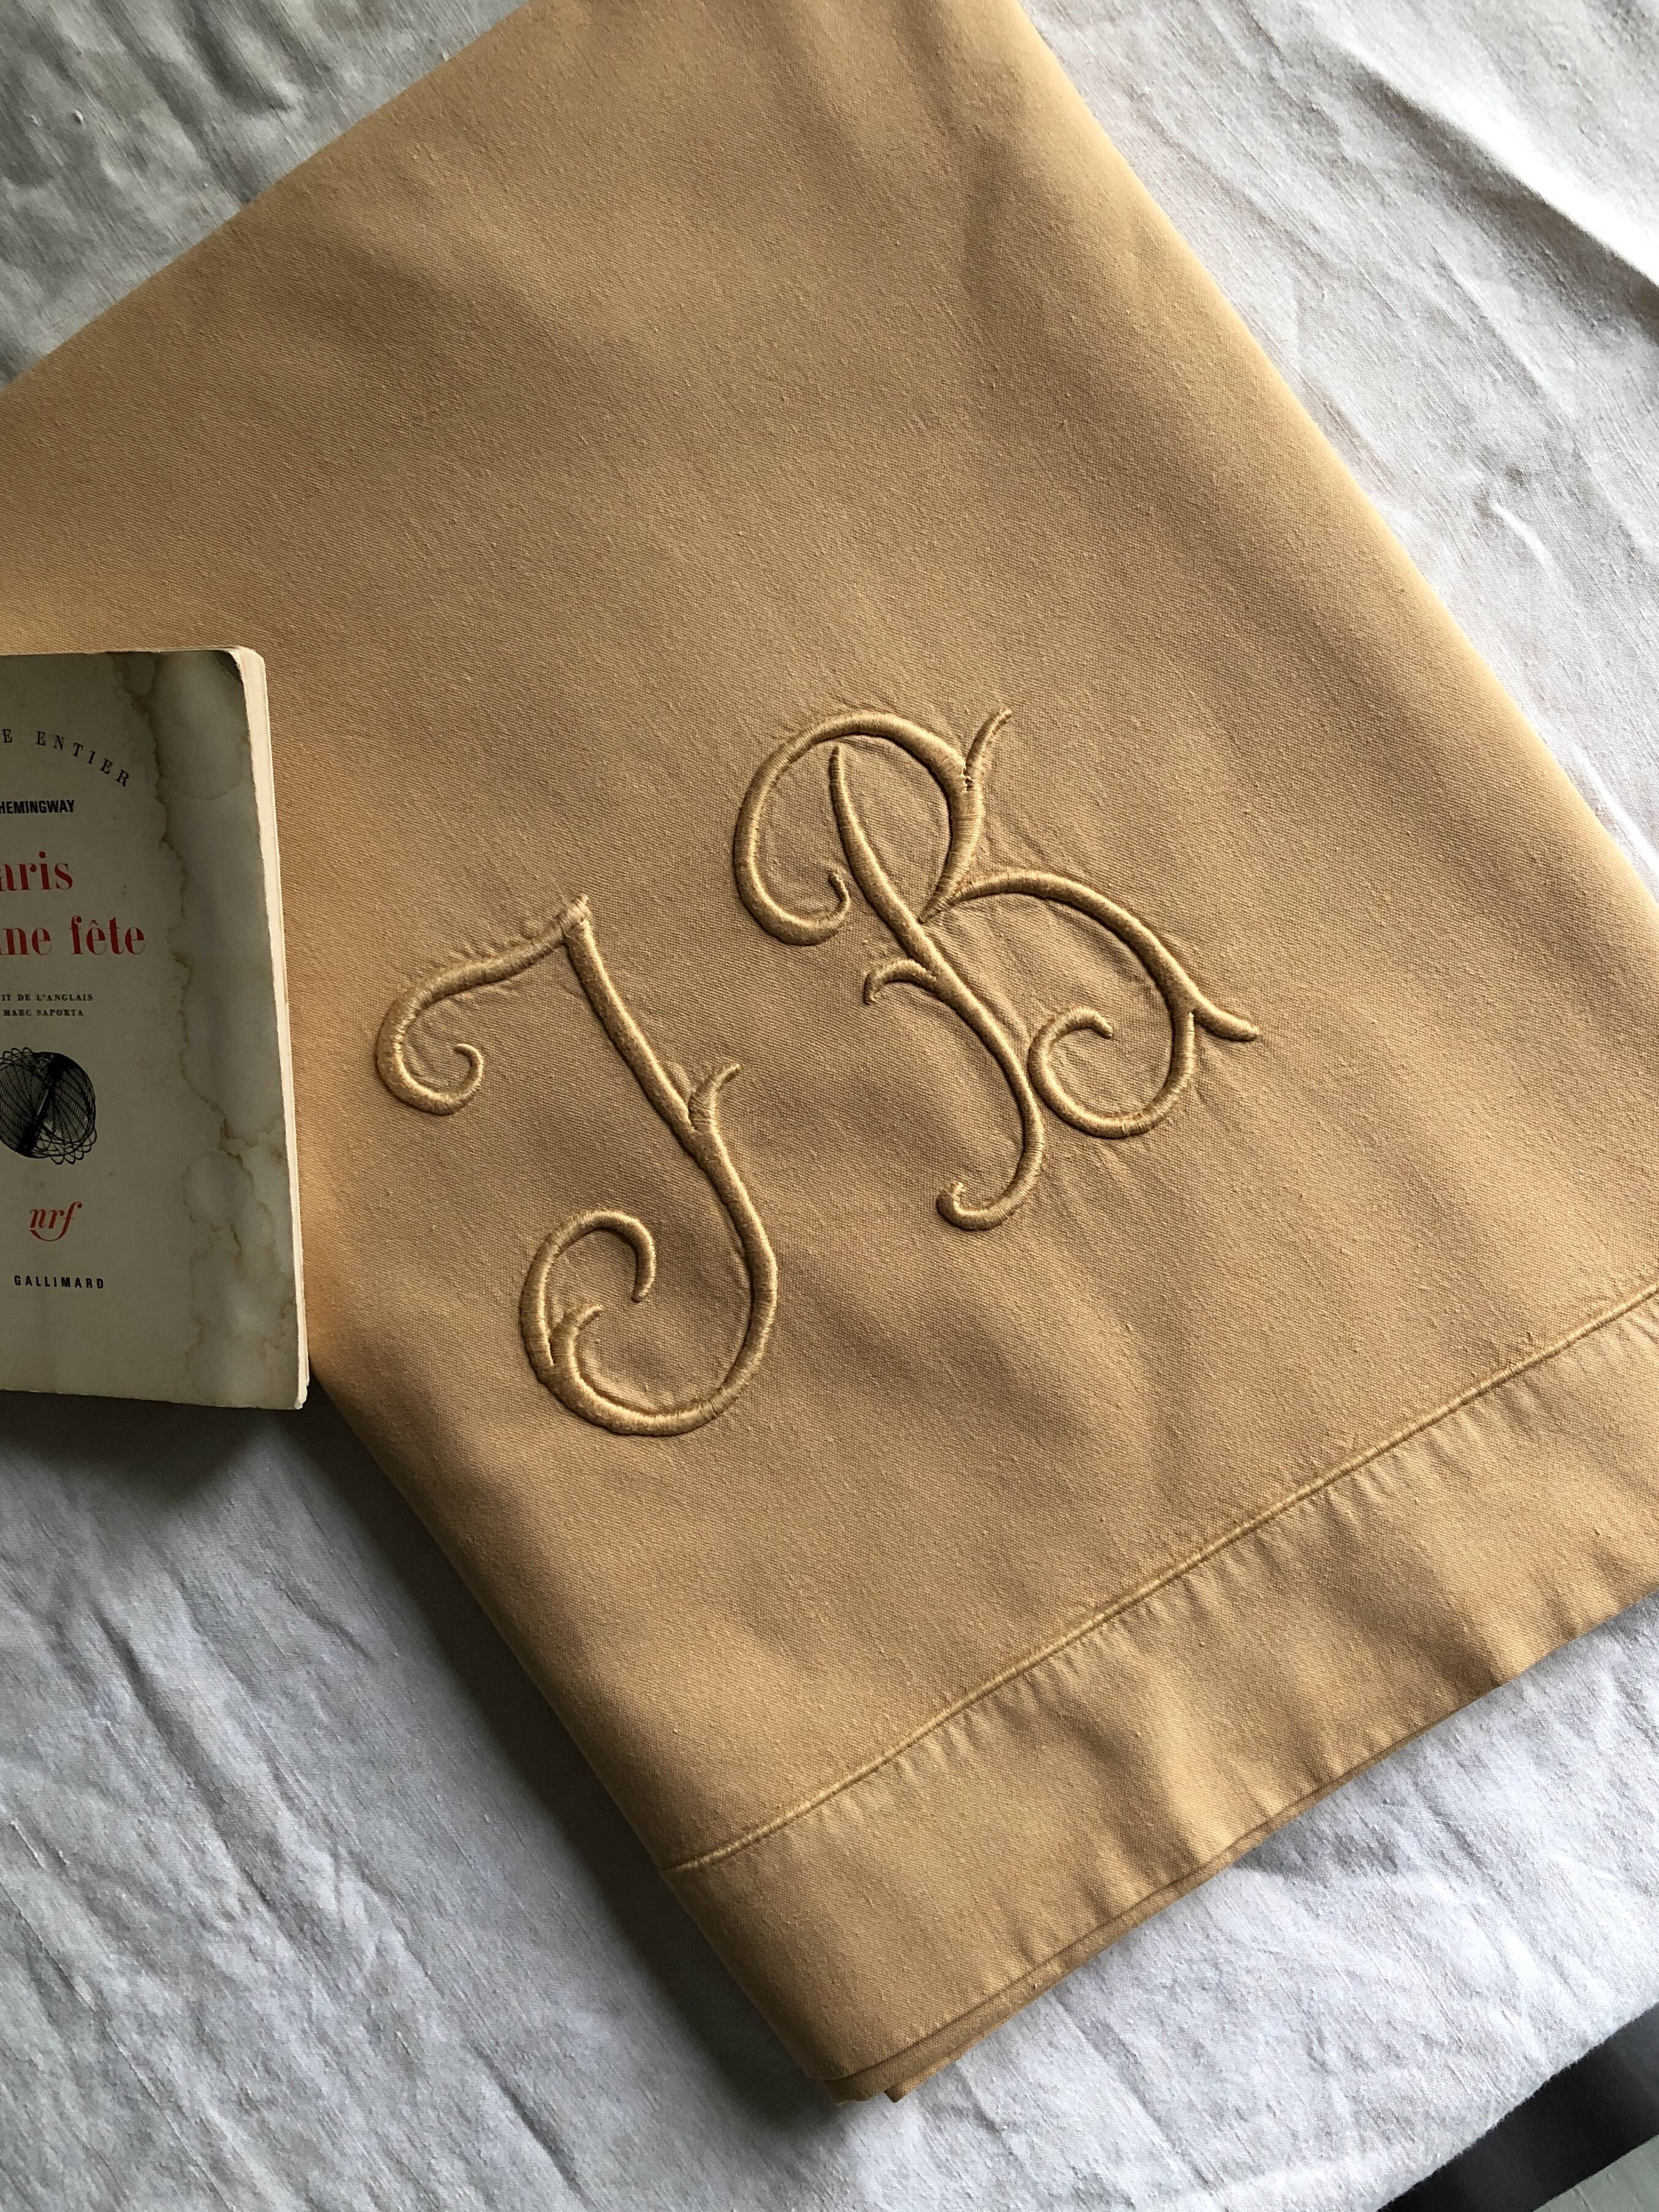 E ENTIER
HEMINGWAY
aris
ne fête
IT DE L'ANGLAIS
MARC SAPORTA
nrf
GALLIMARD
JB